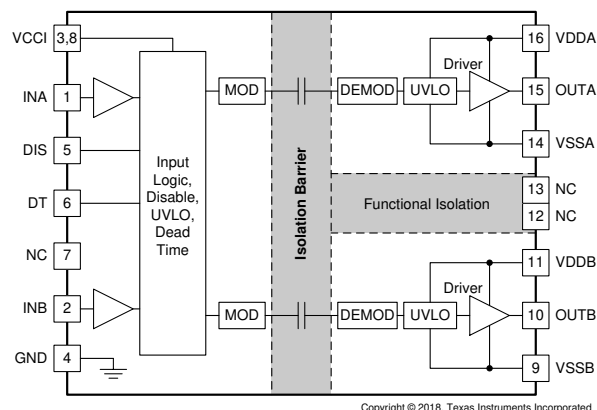 VCCI 3,8
INA 1
DIS 5
DT 6
NC 7
INB 2
GND 4
Input
Logic,
Disable,
UVLO,
Dead
Time
MOD
MOD
Isolation Barrier
DEMOD UVLO
Driver
16 VDDA
15 OUTA
14 VSSA
Functional Isolation
13 NC
12 NC
DEMOD UVLO
Driver
11 VDDB
10 OUTB
9 VSSB
Copyright © 2018, Texas Instruments Incorporated